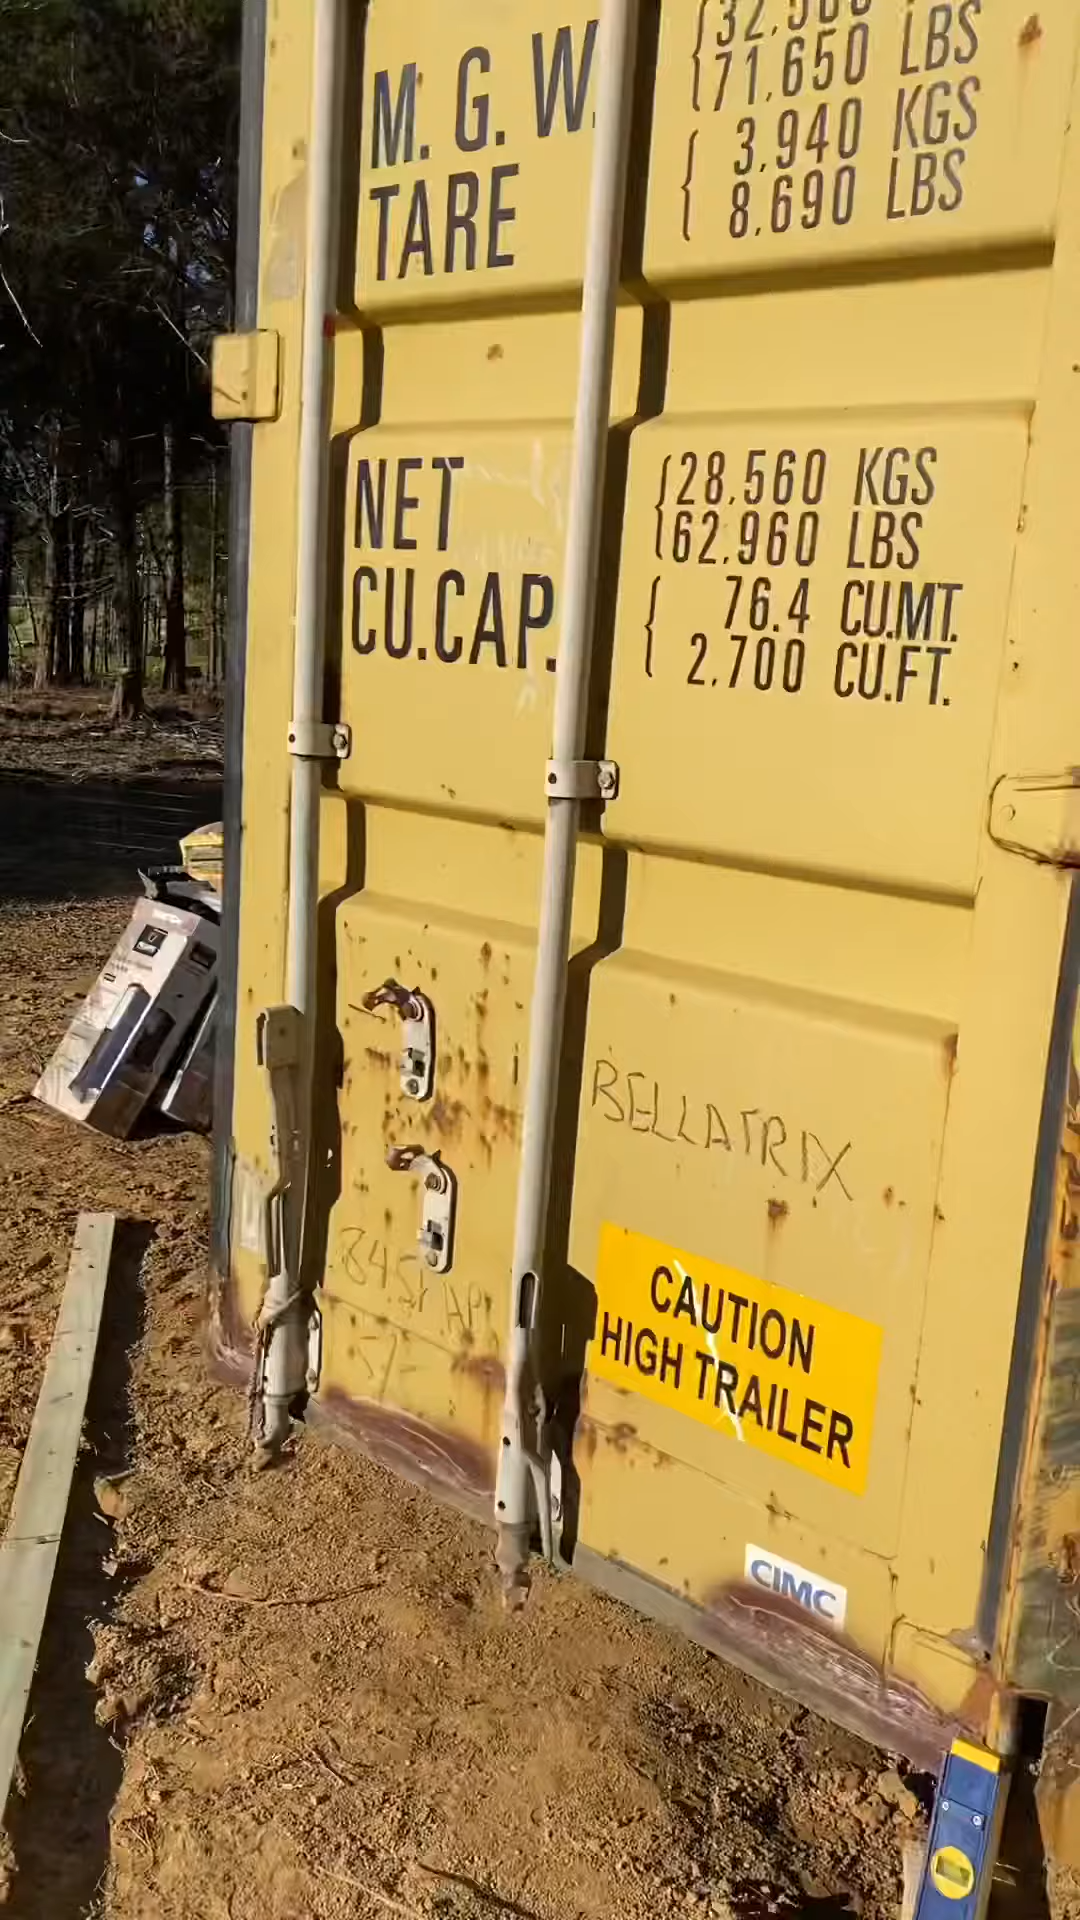 M. G. W.
71,650 LBS
TARE
3,940 KGS
8,690 LBS
NET
28,560 KGS
62,960 LBS
CU.CAP.
76.4 CU.MT.
2,700 CU.FT.
BELLATRIX
CAUTION
HIGH TRAILER
CIMC